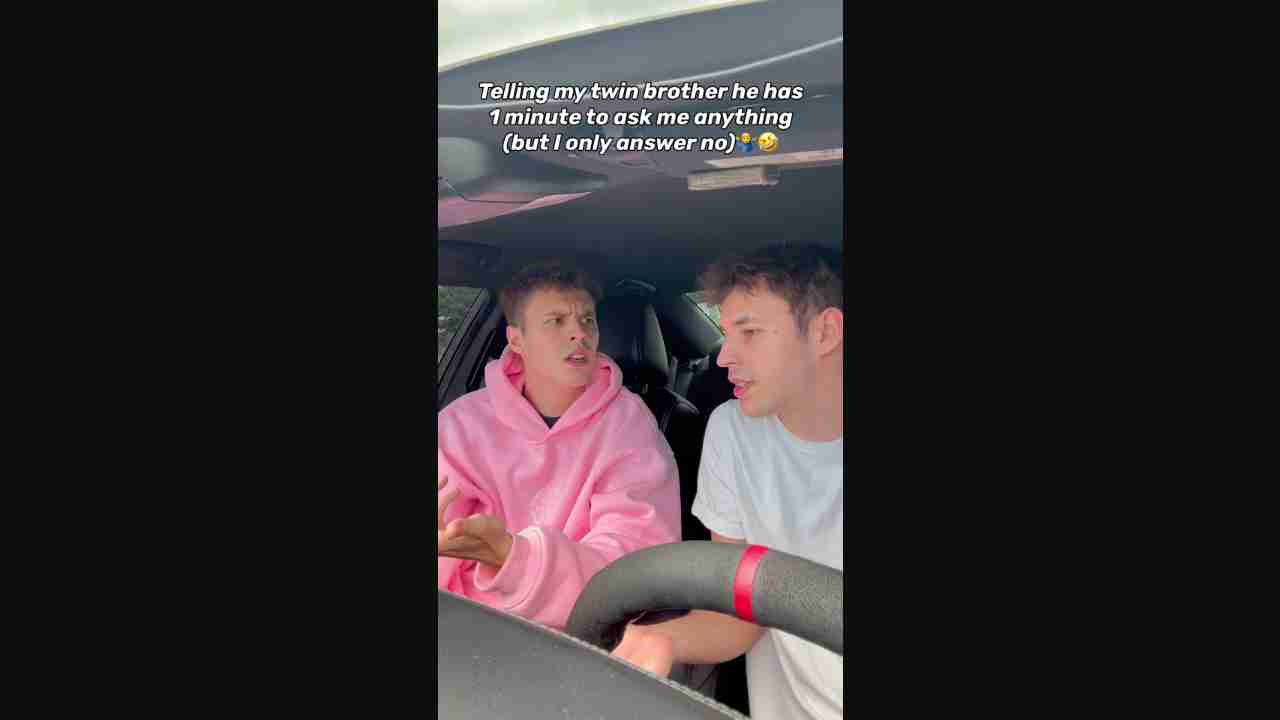 Telling my twin brother he has
1 minute to ask me anything
(but I only answer no)🤷‍♂️🤣